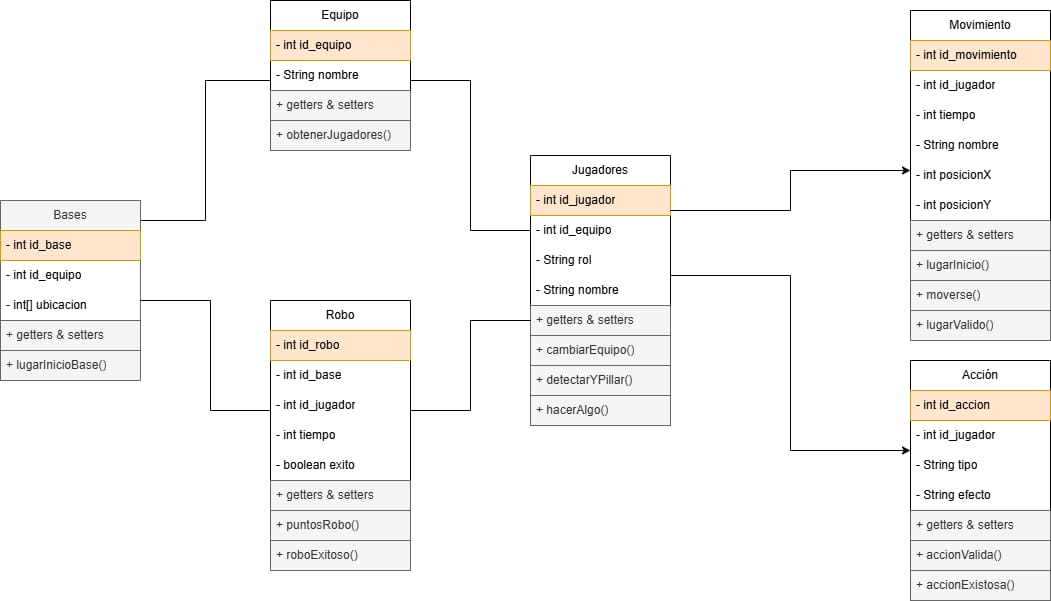 Equipo
- int id_equipo
- String nombre
+ getters & setters
+ obtenerJugadores()
Bases
- int id_base
- int id_equipo
- int[] ubicacion
+ getters & setters
+ lugarInicioBase()
Robo
- int id_robo
- int id_base
- int id_jugador
- int tiempo
- boolean exito
+ getters & setters
+ puntosRobo()
+ roboExitoso()
Jugadores
- int id_jugador
- int id_equipo
- String rol
- String nombre
+ getters & setters
+ cambiarEquipo()
+ detectarYPillar()
+ hacerAlgo()
Movimiento
- int id_movimiento
- int id_jugador
- int tiempo
- String nombre
- int posicionX
- int posicionY
+ getters & setters
+ lugarInicio()
+ moverse()
+ lugarValido()
Acción
- int id_accion
- int id_jugador
- String tipo
- String efecto
+ getters & setters
+ accionValida()
+ accionExistosa()